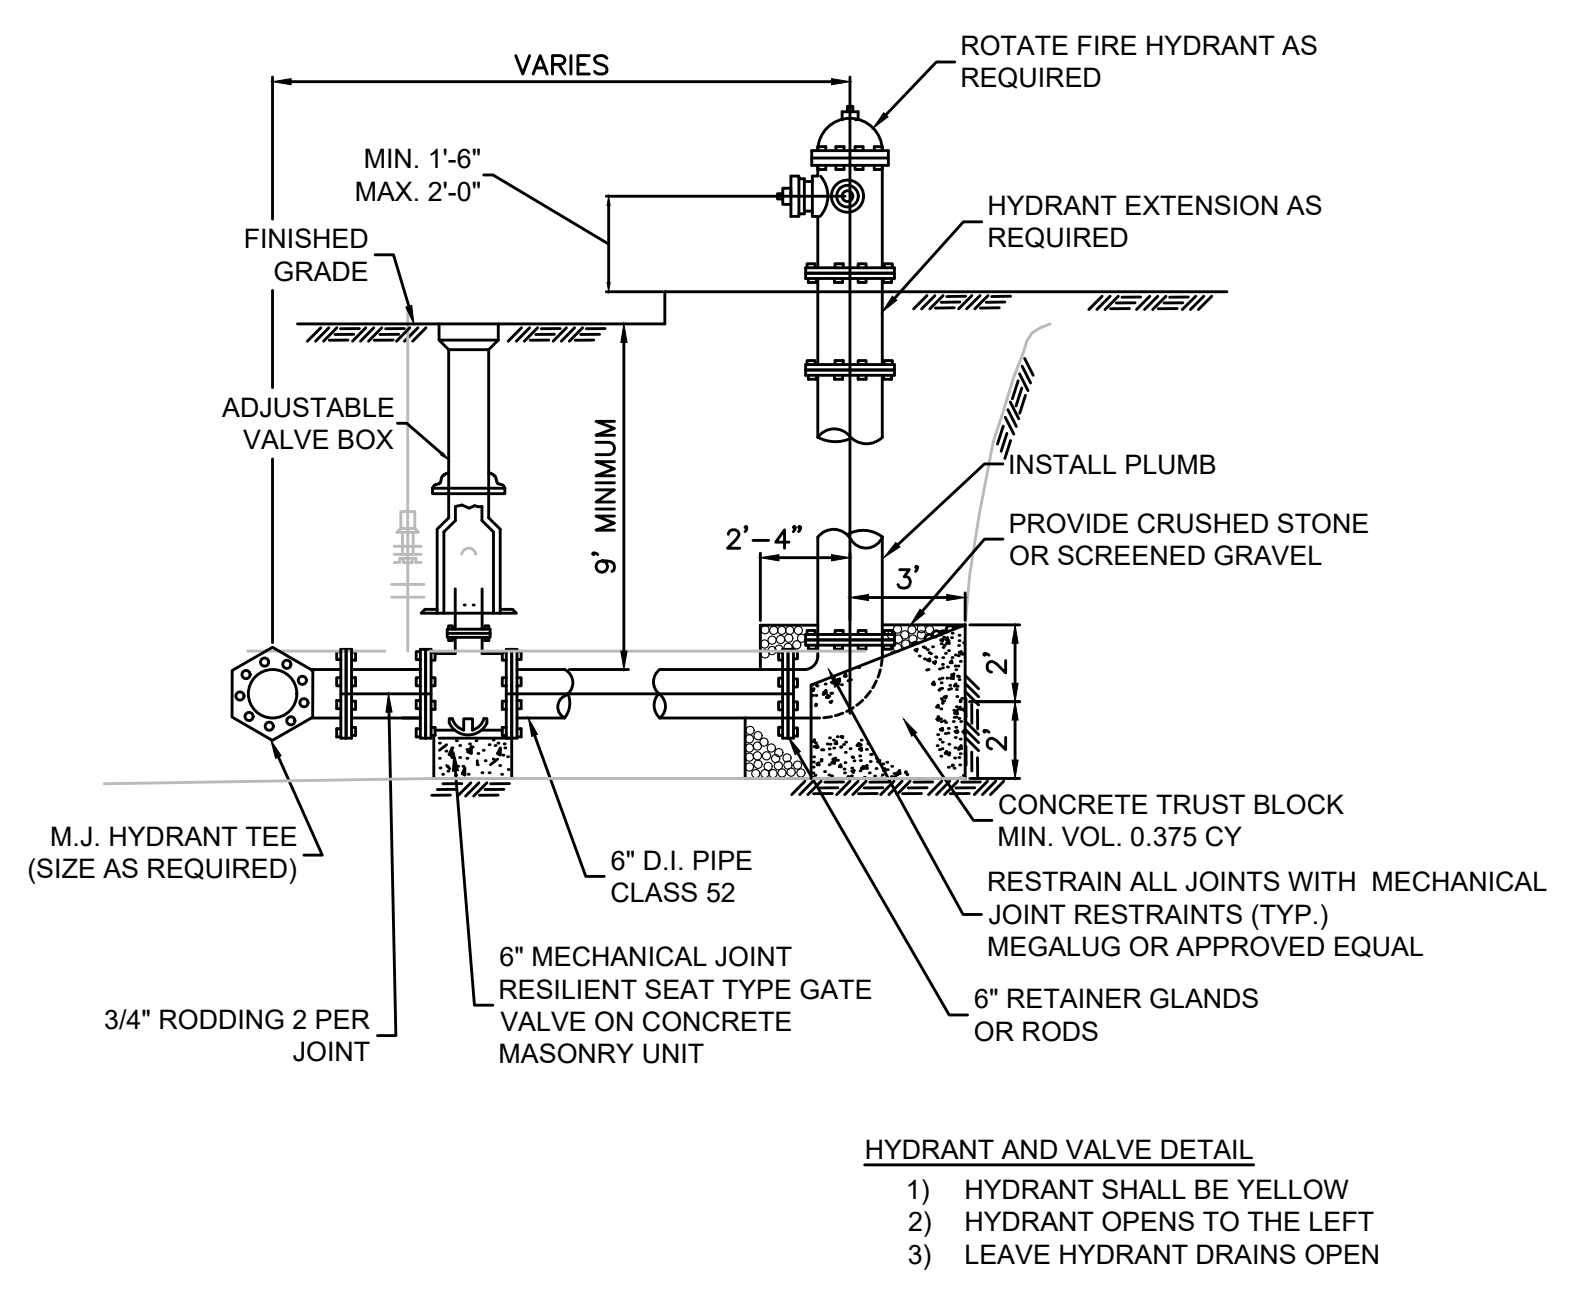 VARIES
ROTATE FIRE HYDRANT AS
REQUIRED
MIN. 1'-6"
MAX. 2'-0"
HYDRANT EXTENSION AS
REQUIRED
FINISHED
GRADE
ADJUSTABLE
VALVE BOX
9' MINIMUM
INSTALL PLUMB
2'-4"
PROVIDE CRUSHED STONE
OR SCREENED GRAVEL
3'
2'
2'
CONCRETE TRUST BLOCK
MIN. VOL. 0.375 CY
M.J. HYDRANT TEE
(SIZE AS REQUIRED)
6" D.I. PIPE
CLASS 52
RESTRAIN ALL JOINTS WITH MECHANICAL
JOINT RESTRAINTS (TYP.)
MEGALUG OR APPROVED EQUAL
6" MECHANICAL JOINT
RESILIENT SEAT TYPE GATE
VALVE ON CONCRETE
MASONRY UNIT
6" RETAINER GLANDS
OR RODS
3/4" RODDING 2 PER
JOINT
HYDRANT AND VALVE DETAIL
1) HYDRANT SHALL BE YELLOW
2) HYDRANT OPENS TO THE LEFT
3) LEAVE HYDRANT DRAINS OPEN